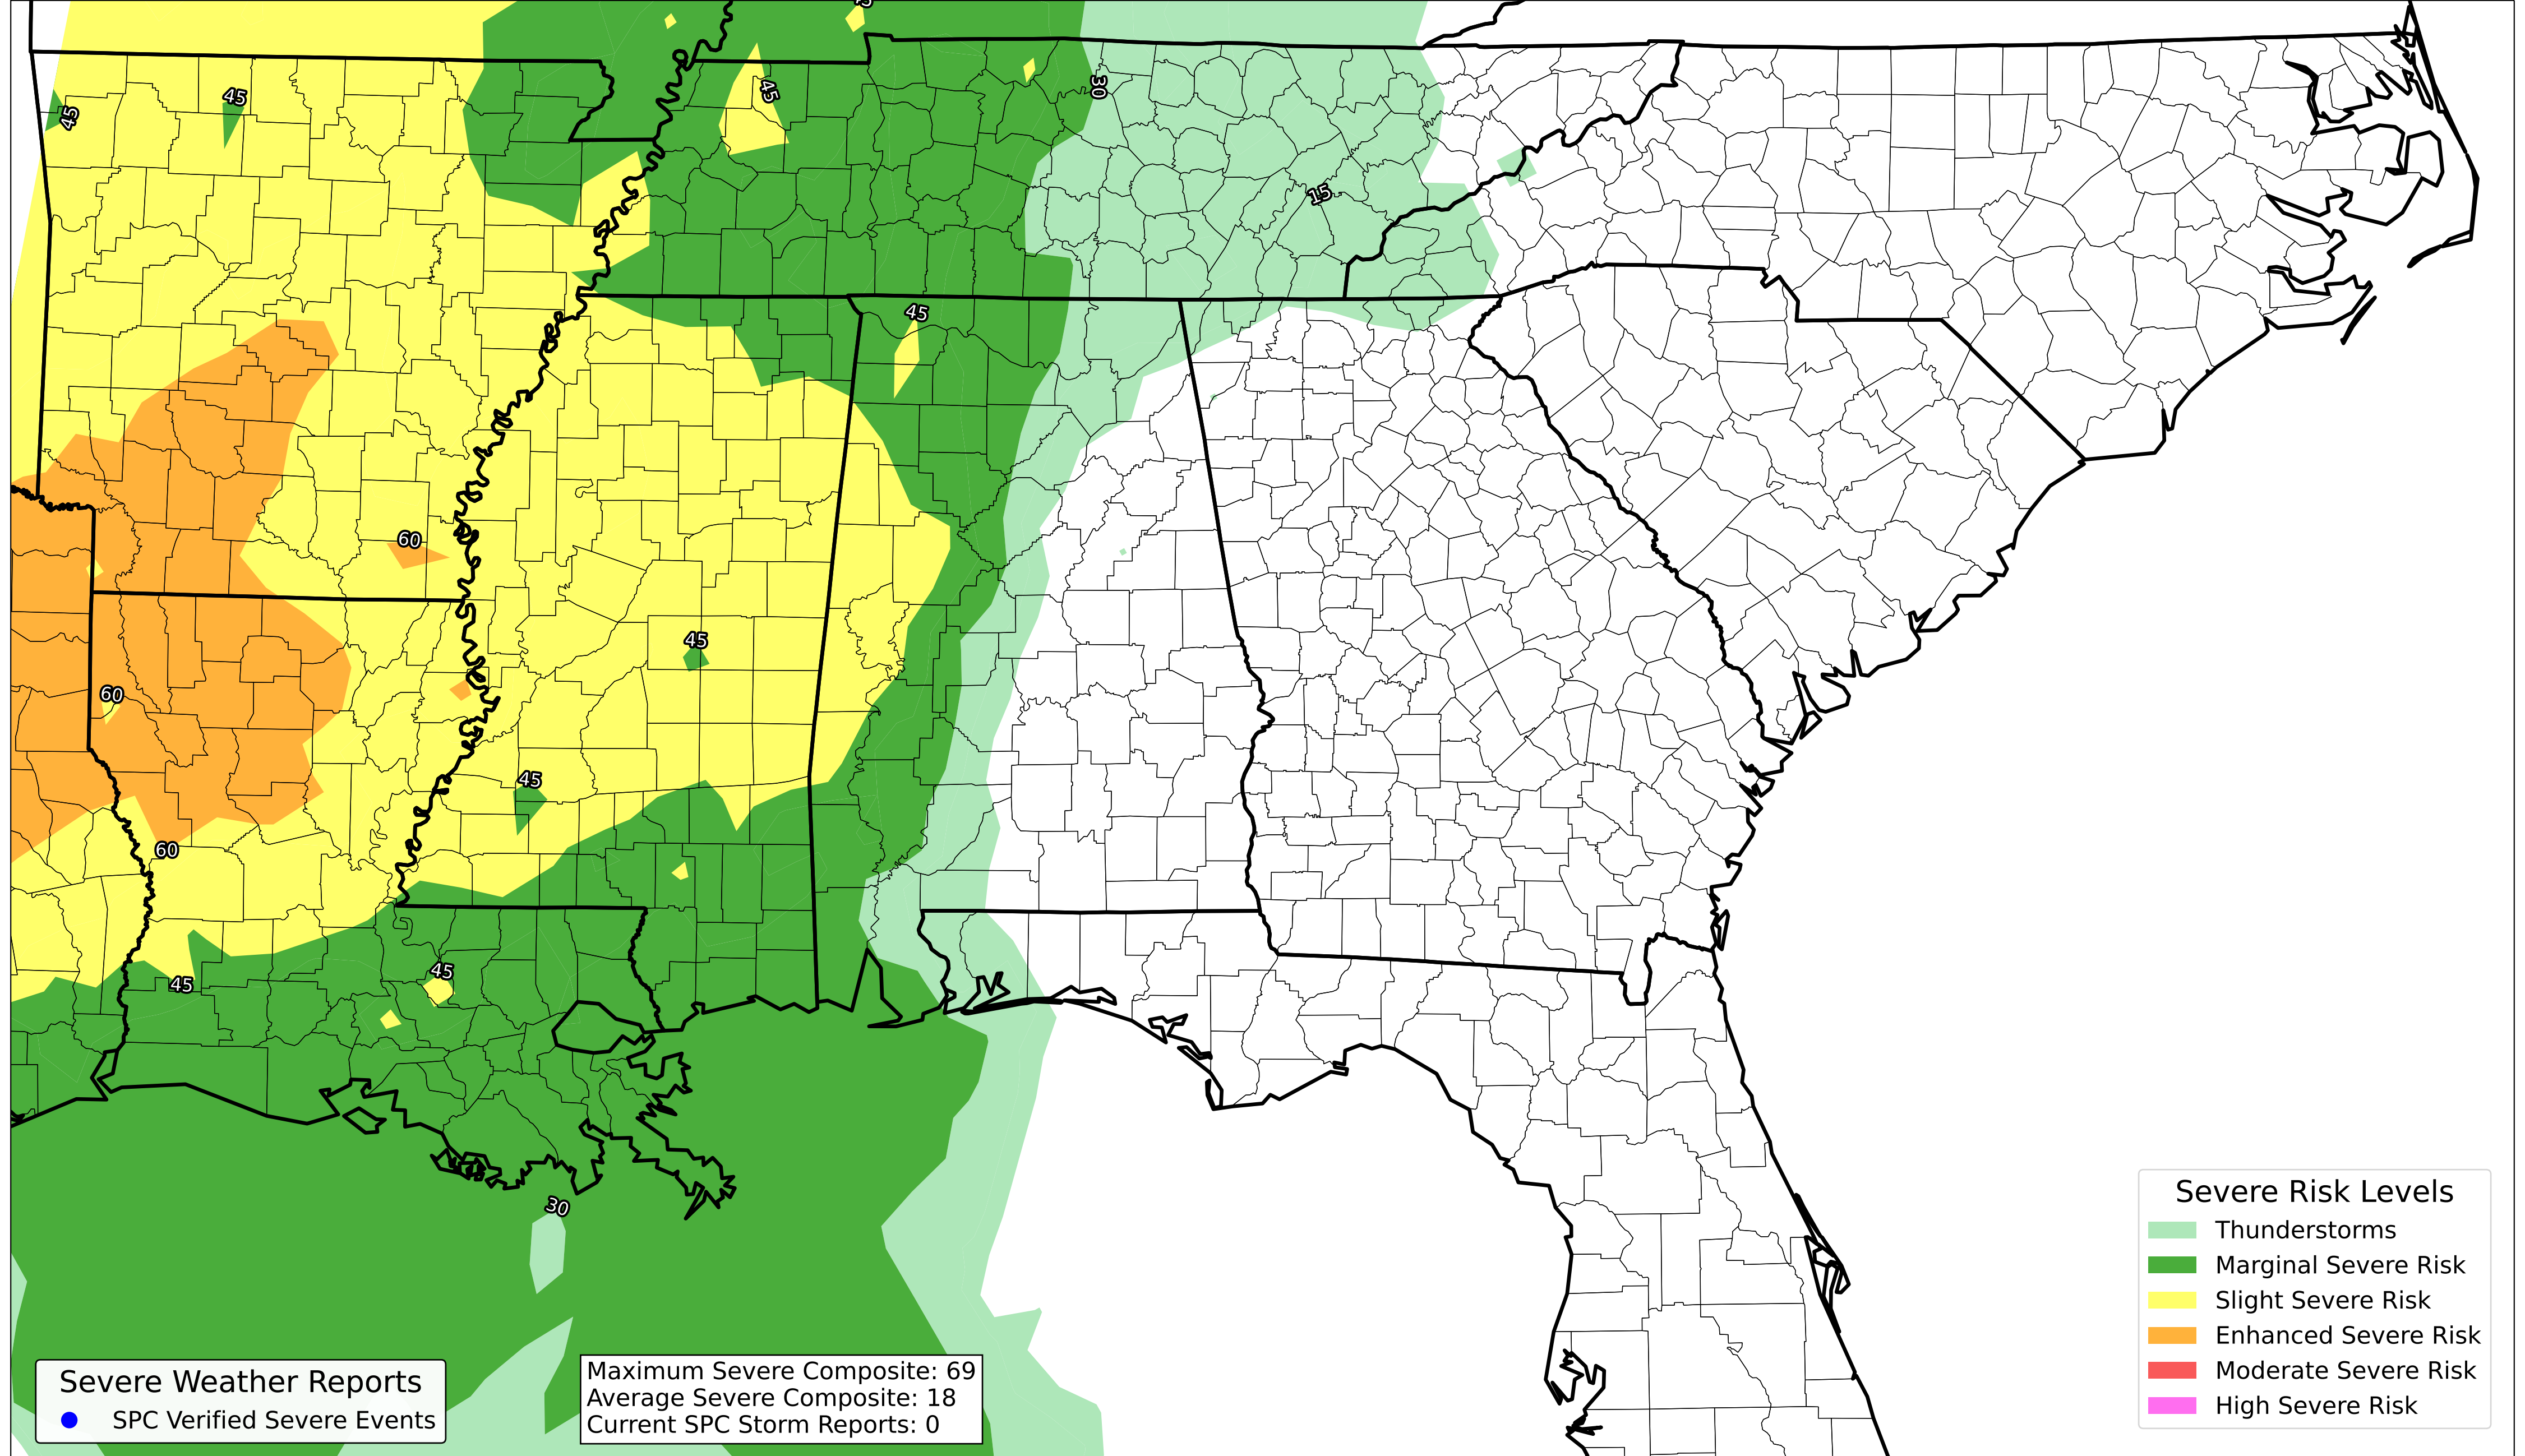 45
30
45
45
45
15
45
60
45
60
45
60
45
45
30
Severe Weather Reports
SPC Verified Severe Events
Maximum Severe Composite: 69
Average Severe Composite: 18
Current SPC Storm Reports: 0
Severe Risk Levels
Thunderstorms
Marginal Severe Risk
Slight Severe Risk
Enhanced Severe Risk
Moderate Severe Risk
High Severe Risk